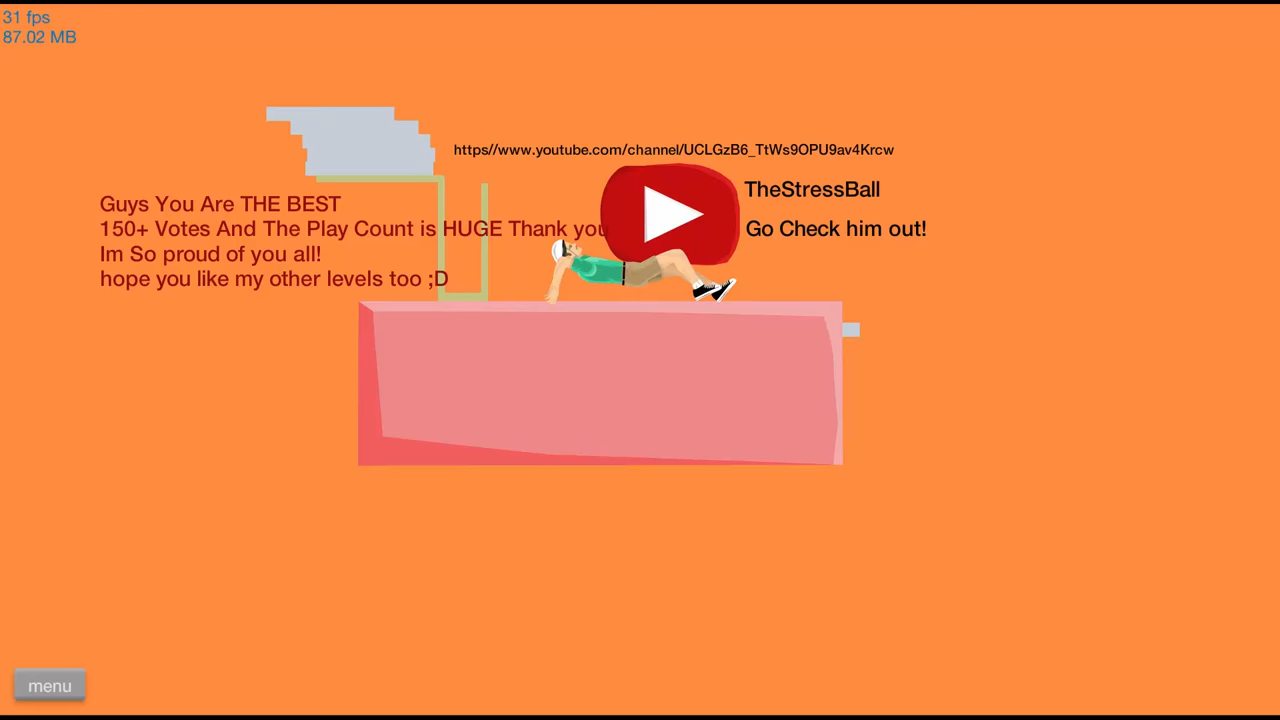 31 fps
87.02 MB
https//www.youtube.com/channel/UCLGzB6_TtWs9OPU9av4Krcw
TheStressBall
Go Check him out!
Guys You Are THE BEST
150+ Votes And The Play Count is HUGE Thank you
Im So proud of you all!
hope you like my other levels too ;D
menu